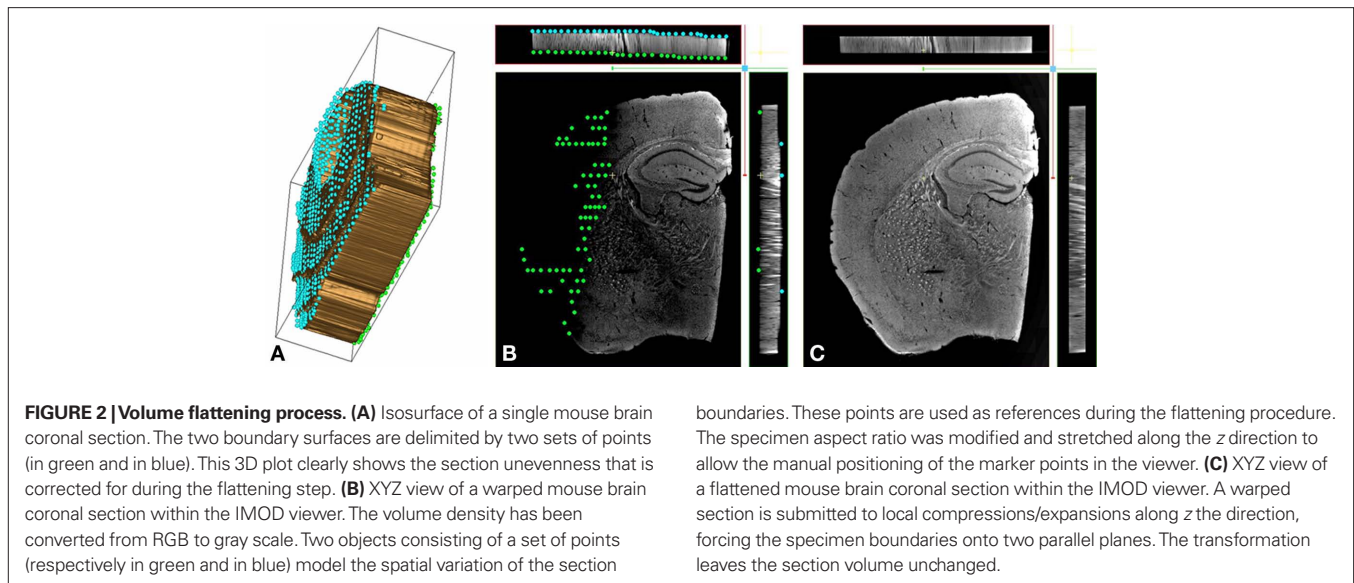 A
B
C
FIGURE 2 | Volume flattening process. (A) Isosurface of a single mouse brain
coronal section. The two boundary surfaces are delimited by two sets of points
(in green and in blue). This 3D plot clearly shows the section unevenness that is
corrected for during the flattening step. (B) XYZ view of a warped mouse brain
coronal section within the IMOD viewer. The volume density has been
converted from RGB to gray scale. Two objects consisting of a set of points
(respectively in green and in blue) model the spatial variation of the section
boundaries. These points are used as references during the flattening procedure.
The specimen aspect ratio was modified and stretched along the z direction to
allow the manual positioning of the marker points in the viewer. (C) XYZ view of
a flattened mouse brain coronal section within the IMOD viewer. A warped
section is submitted to local compressions/expansions along z the direction,
forcing the specimen boundaries onto two parallel planes. The transformation
leaves the section volume unchanged.